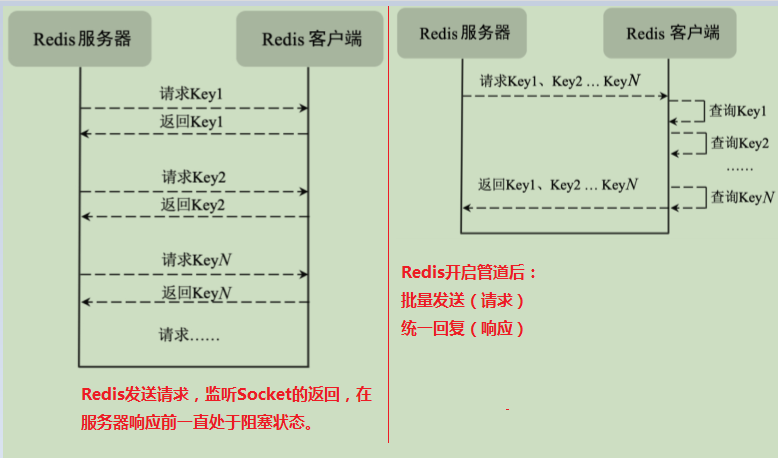 Redis服务器
Redis 客户端
请求Key1
返回Key1
请求Key2
返回Key2
请求KeyN
返回KeyN
请求……
Redis发送请求，监听Socket的返回，在
服务器响应前一直处于阻塞状态。
Redis服务器
Redis 客户端
请求Key1、Key2 … KeyN
查询Key1
查询Key2
……
返回Key1、Key2 … KeyN
查询KeyN
Redis开启管道后：
批量发送（请求）
统一回复（响应）